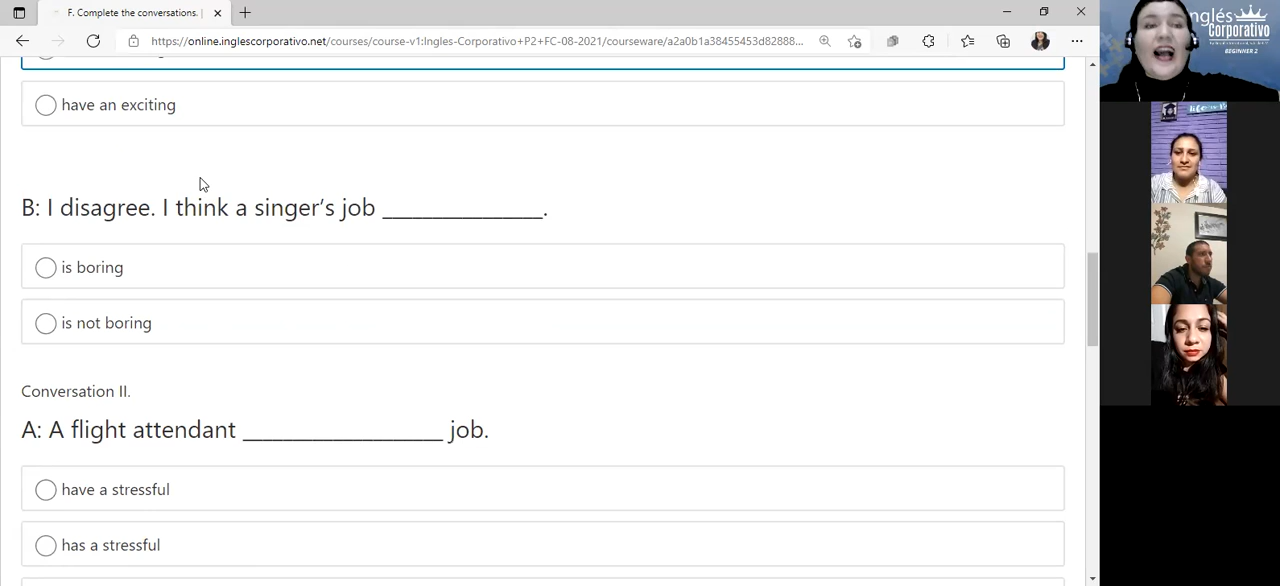 F. Complete the conversations. |
https://online.inglescorporativo.net/courses/course-v1:Ingles-Corporativo+P2+FC-08-2021/courseware/a2a0b1a38455453d82888...
have an exciting
B: I disagree. I think a singer’s job ________________.
is boring
is not boring
Conversation II.
A: A flight attendant ____________________ job.
have a stressful
has a stressful
Inglés
Corporativo
BEGINNER 2